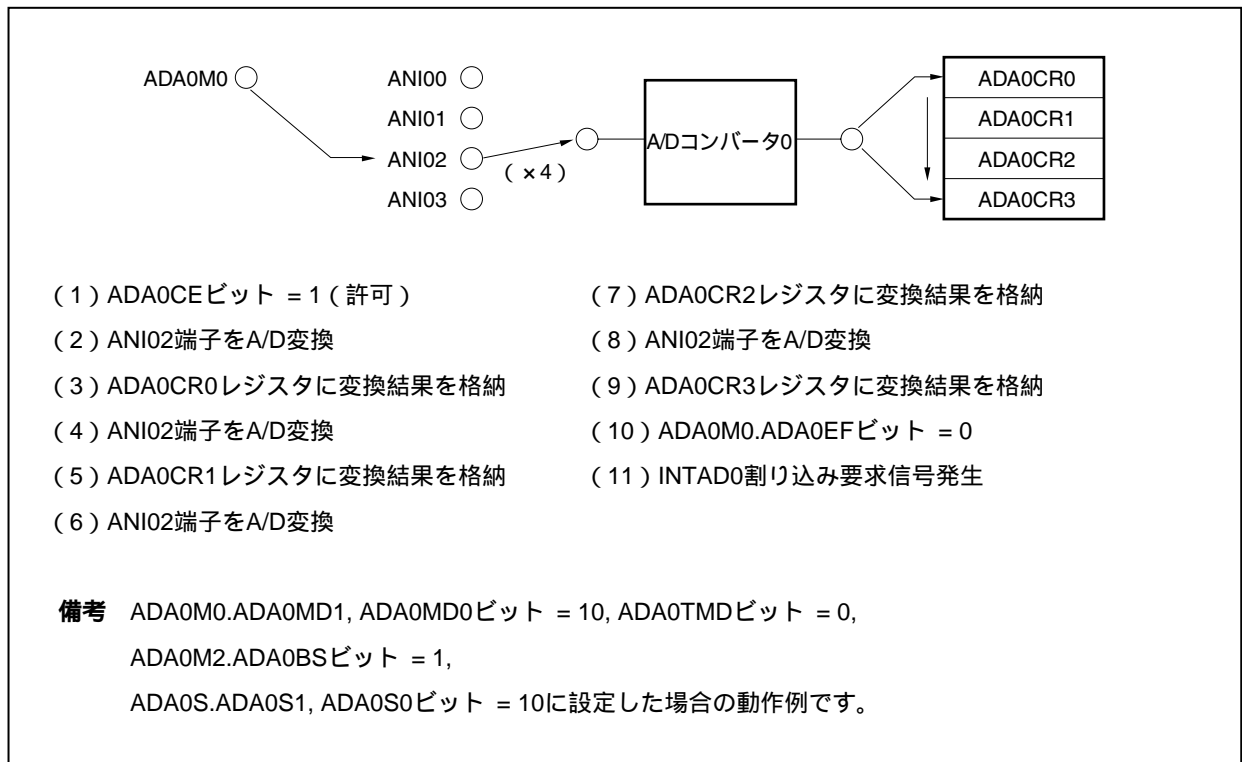 ADA0M0
ANI00
ANI01
ANI02
ANI03
(×4)
A/Dコンバータ0
ADA0CR0
ADA0CR1
ADA0CR2
ADA0CR3
(1)ADA0CEビット = 1(許可)
(2)ANI02端子をA/D変換
(3)ADA0CR0レジスタに変換結果を格納
(4)ANI02端子をA/D変換
(5)ADA0CR1レジスタに変換結果を格納
(6)ANI02端子をA/D変換
(7)ADA0CR2レジスタに変換結果を格納
(8)ANI02端子をA/D変換
(9)ADA0CR3レジスタに変換結果を格納
(10)ADA0M0.ADA0EFビット = 0
(11)INTAD0割り込み要求信号発生
備考 ADA0M0.ADA0MD1, ADA0MD0ビット = 10, ADA0TMDビット = 0,
ADA0M2.ADA0BSビット = 1,
ADA0S.ADA0S1, ADA0S0ビット = 10に設定した場合の動作例です。